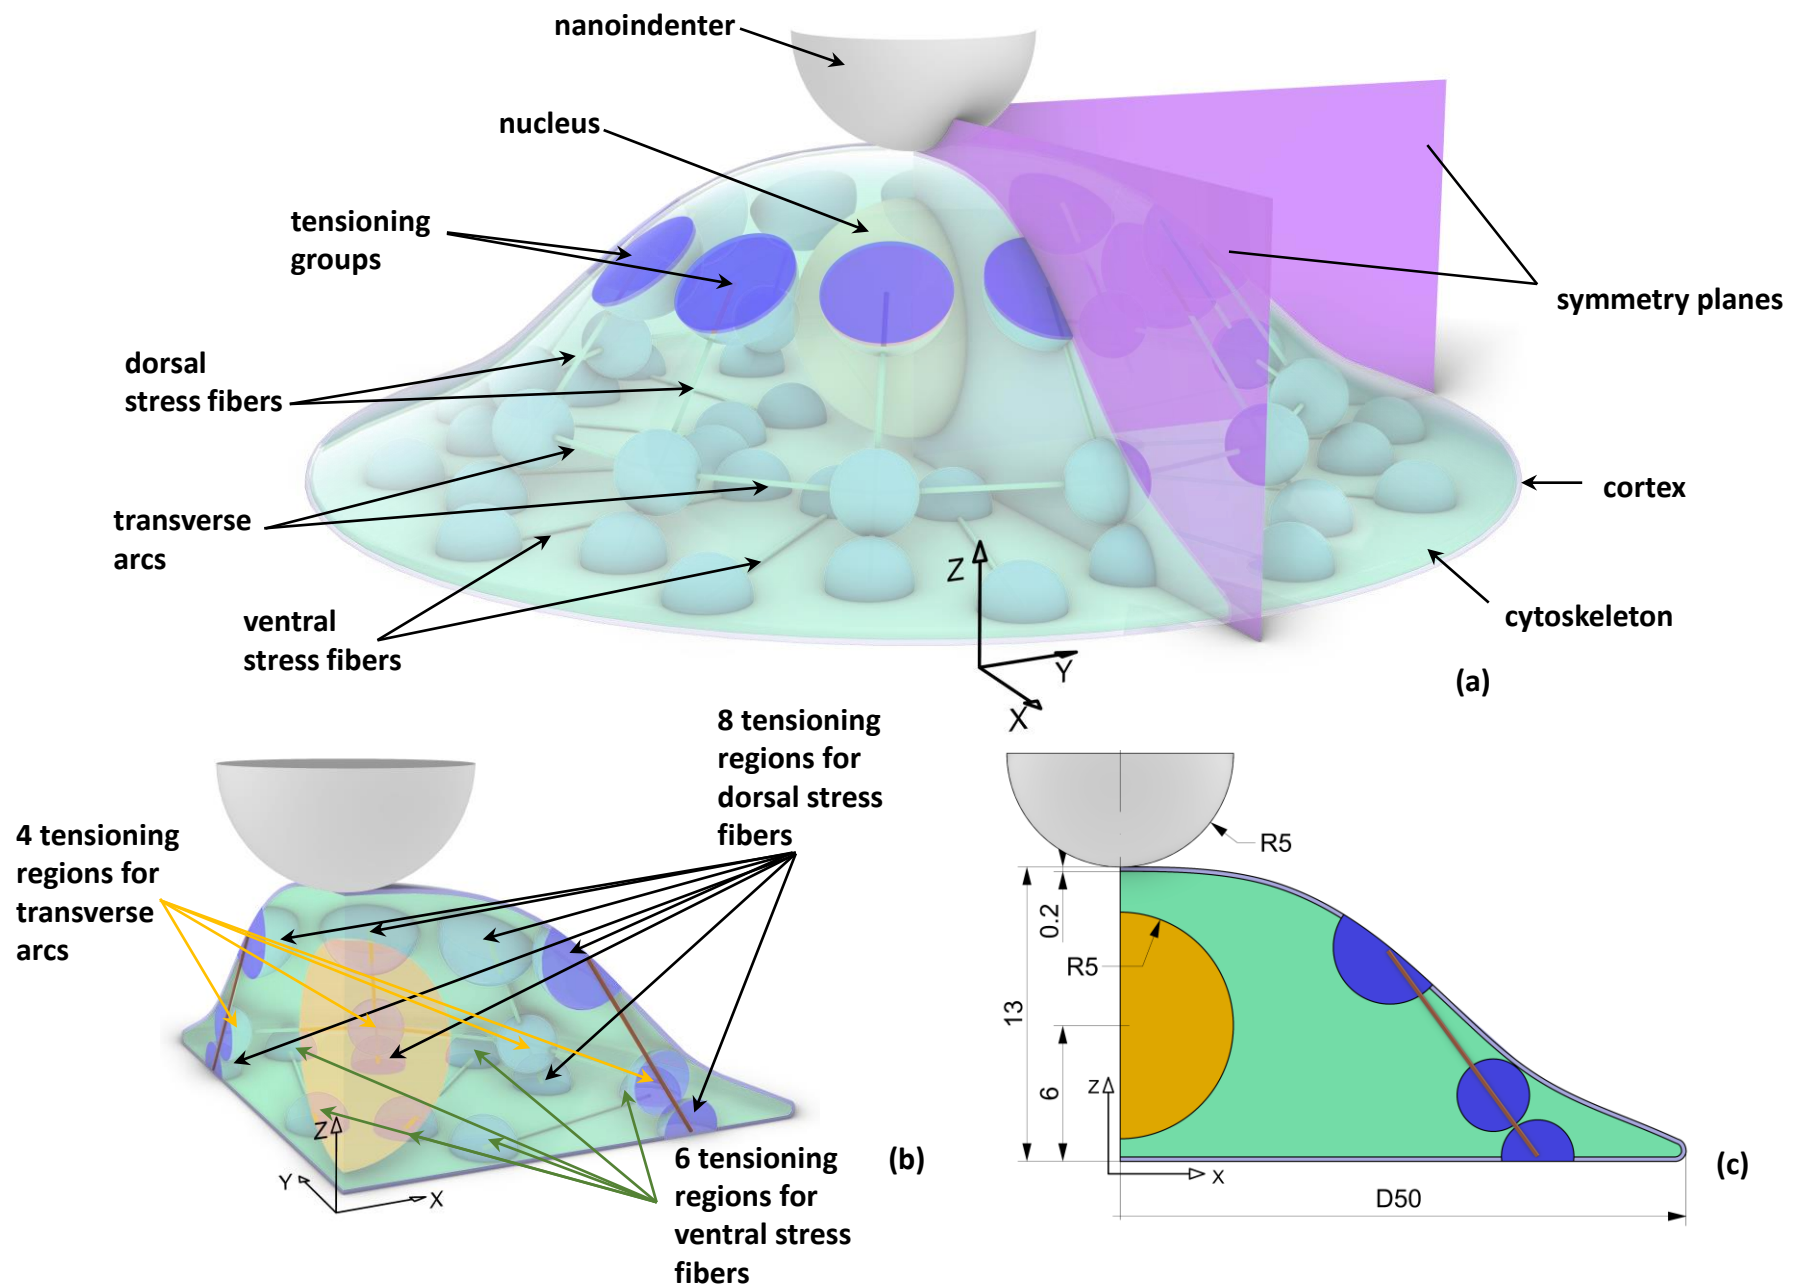 nanoindenter
nucleus
tensioning
groups
dorsal
stress fibers
transverse
arcs
ventral
stress fibers
symmetry planes
cortex
cytoskeleton
Z
Y
X
(a)
8 tensioning
regions for
dorsal stress
fibers
4 tensioning
regions for
transverse
arcs
Z
Y
X
6 tensioning
regions for
ventral stress
fibers
(b)
R5
0.2
R5
13
6
Z
X
D50
(c)